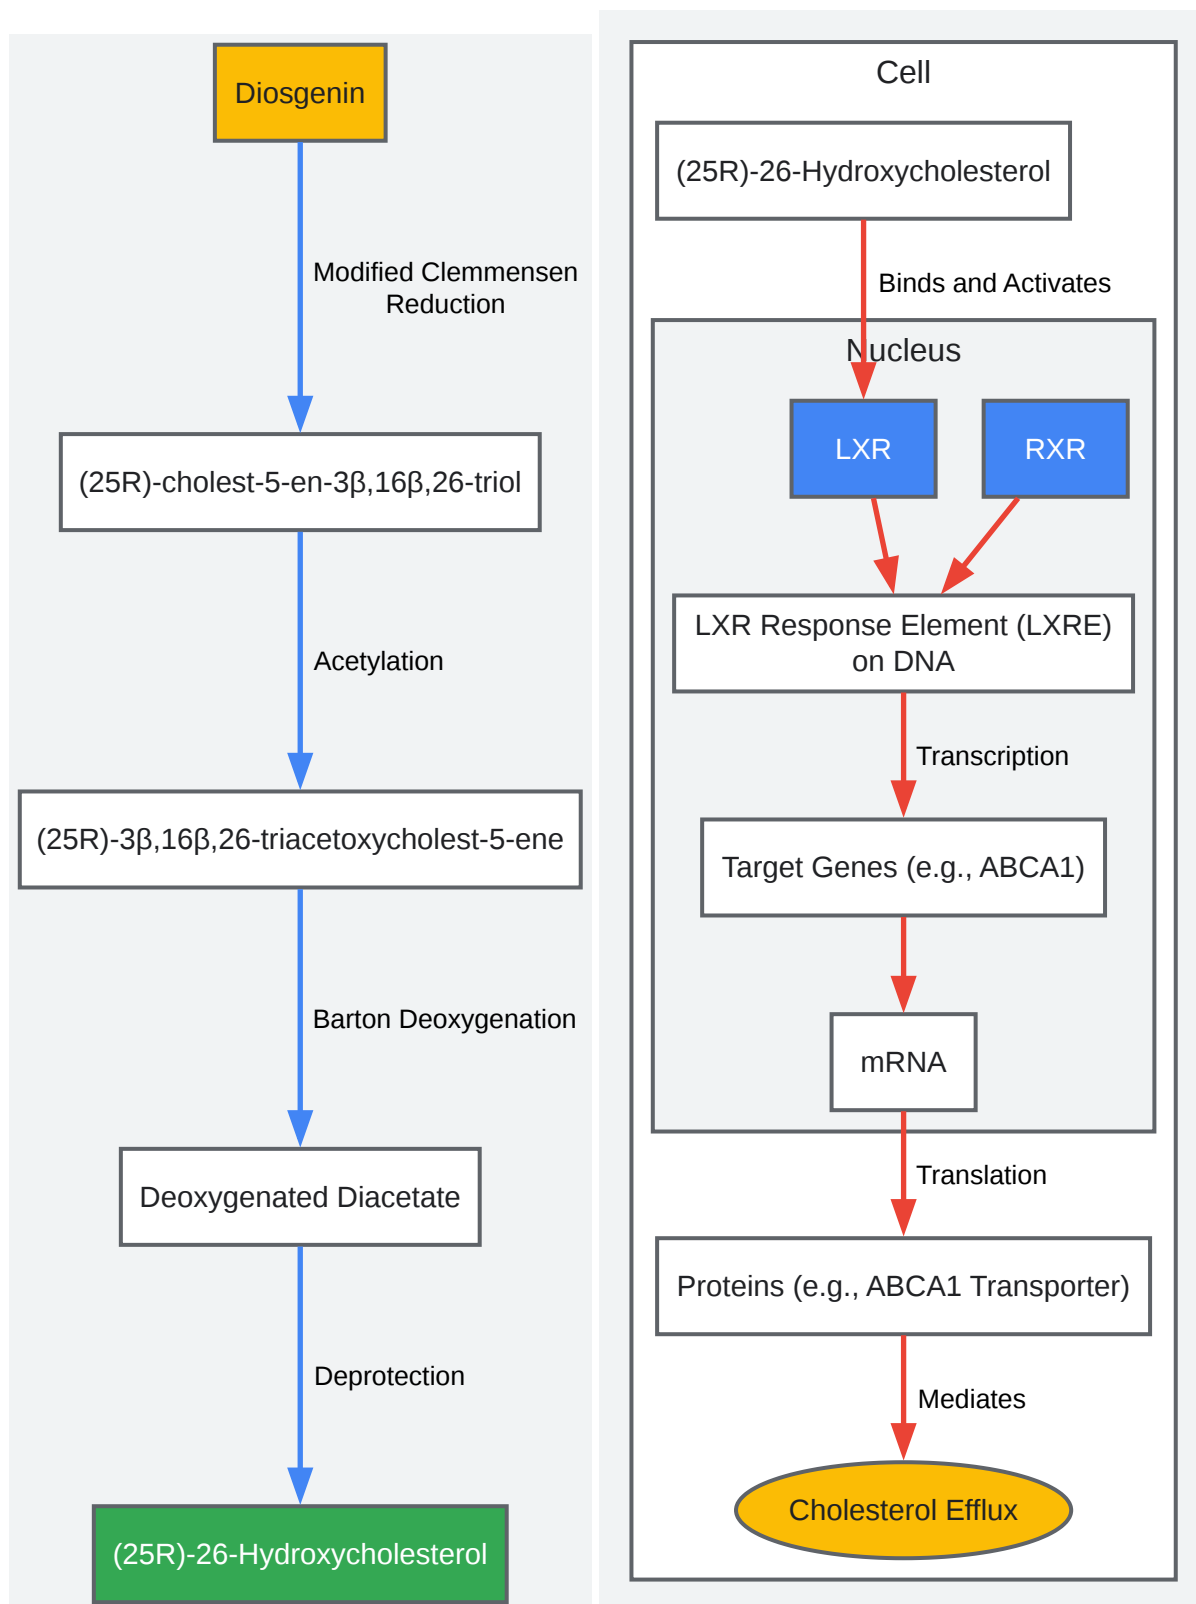 Diosgenin
Modified Clemmensen
Reduction
(25R)-cholest-5-en-3β,16β,26-triol
Acetylation
(25R)-3β,16β,26-triacetoxycholest-5-ene
Barton Deoxygenation
Deoxygenated Diacetate
Deprotection
(25R)-26-Hydroxycholesterol
Cell
(25R)-26-Hydroxycholesterol
Binds and Activates
Nucleus
LXR
RXR
LXR Response Element (LXRE)
on DNA
Transcription
Target Genes (e.g., ABCA1)
mRNA
Translation
Proteins (e.g., ABCA1 Transporter)
Mediates
Cholesterol Efflux